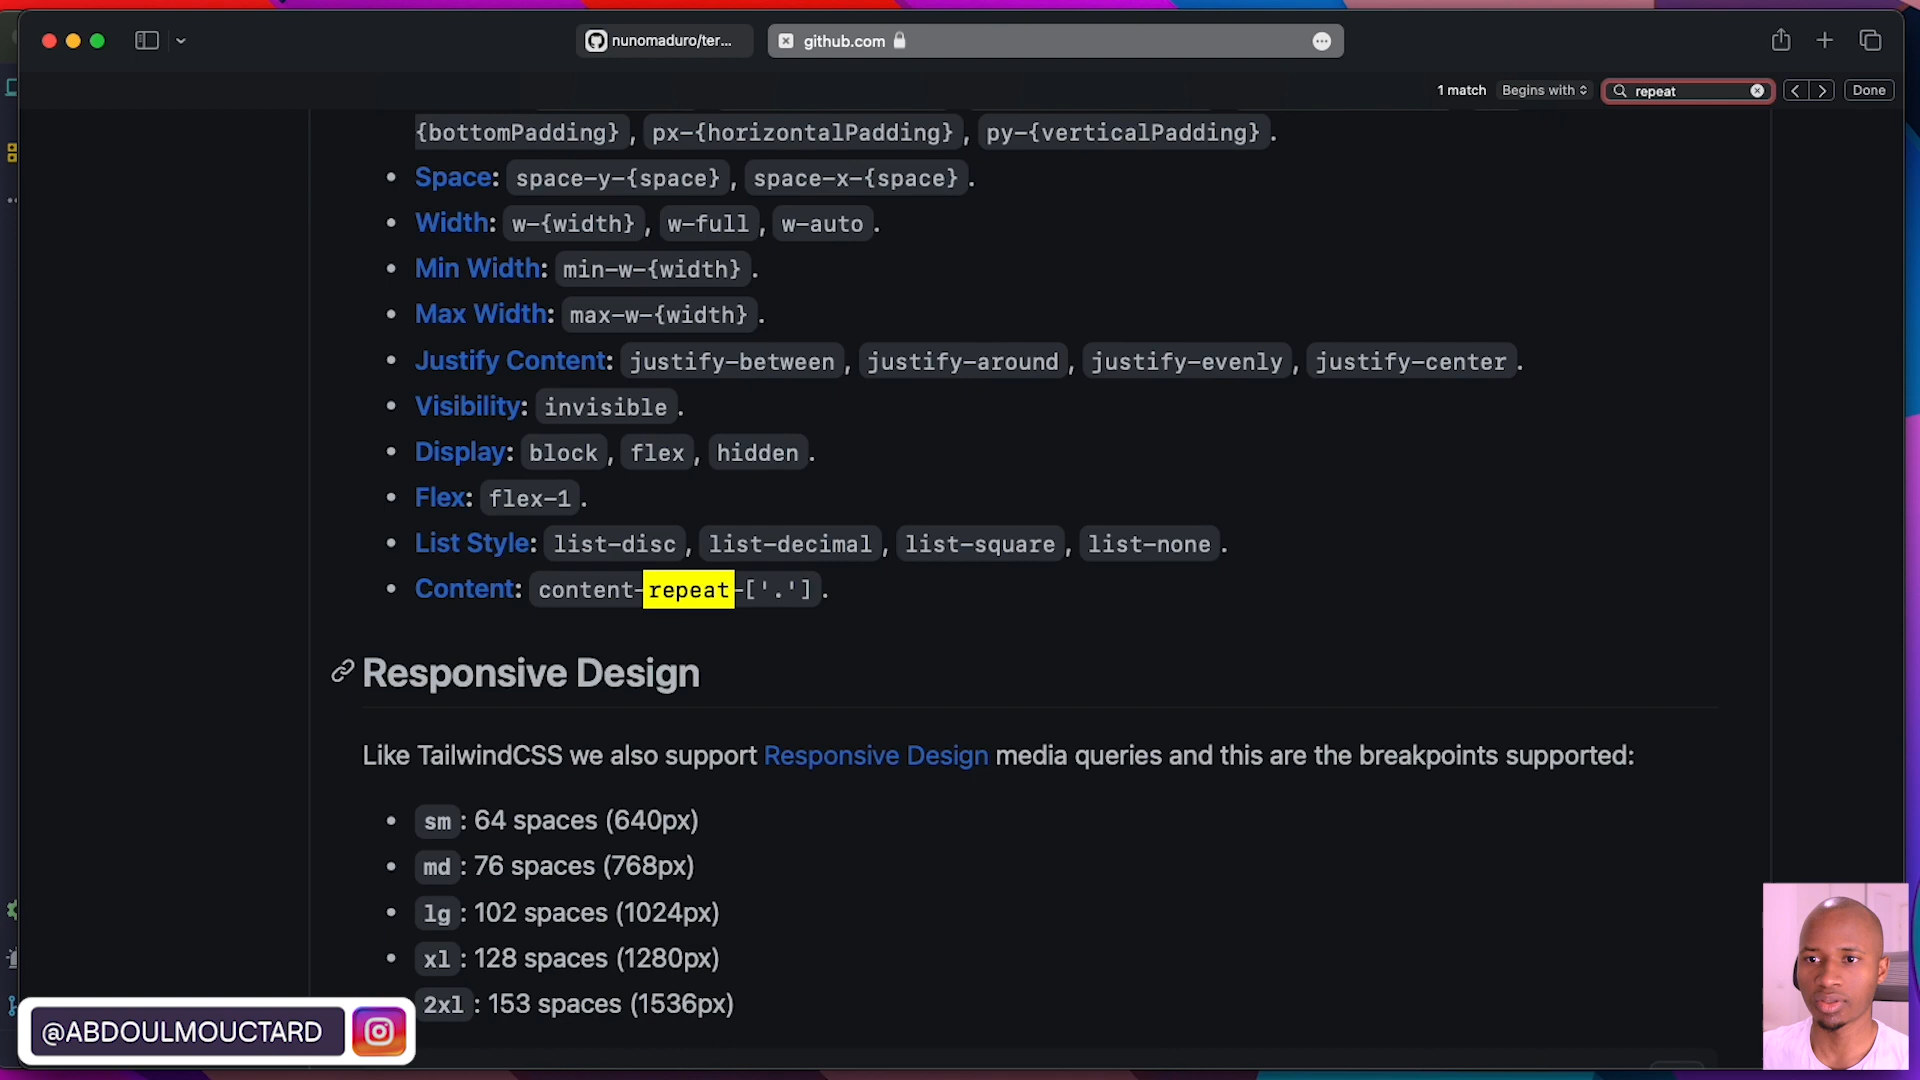 nunomaduro/ter...
github.com
1 match
Begins with
repeat
Done
{bottomPadding} , px-{horizontalPadding} , py-{verticalPadding} .
• Space: space-y-{space} , space-x-{space} .
• Width: w-{width} , w-full , w-auto .
• Min Width: min-w-{width} .
• Max Width: max-w-{width} .
• Justify Content: justify-between , justify-around , justify-evenly , justify-center .
• Visibility: invisible .
• Display: block , flex , hidden .
• Flex: flex-1 .
• List Style: list-disc , list-decimal , list-square , list-none .
• Content: content-repeat-['.'] .
Responsive Design
Like TailwindCSS we also support Responsive Design media queries and this are the breakpoints supported:
• sm : 64 spaces (640px)
• md : 76 spaces (768px)
• lg : 102 spaces (1024px)
• xl : 128 spaces (1280px)
2xl : 153 spaces (1536px)
@ABDOULMOUCTARD